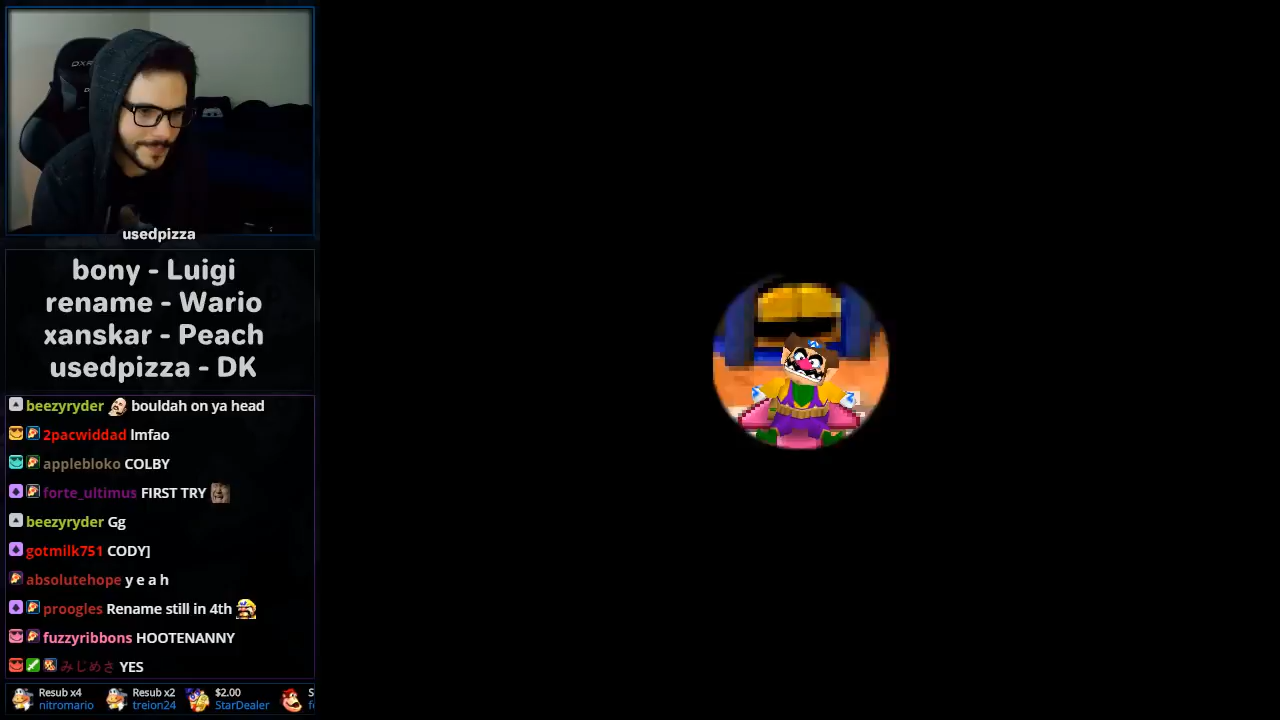 DXR
usedpizza
bony - Luigi
rename - Wario
xanskar - Peach
usedpizza - DK
beezyryder bouldah on ya head
2pacwiddad lmfao
applebloko COLBY
forte_ultimus FIRST TRY
beezyryder Gg
gotmilk751 CODY]
absolutehope y e a h
proogles Rename still in 4th
fuzzyribbons HOOTENANNY
みじめさ YES
Resub x4
nitromario
Resub x2
treion24
$2.00
StarDealer